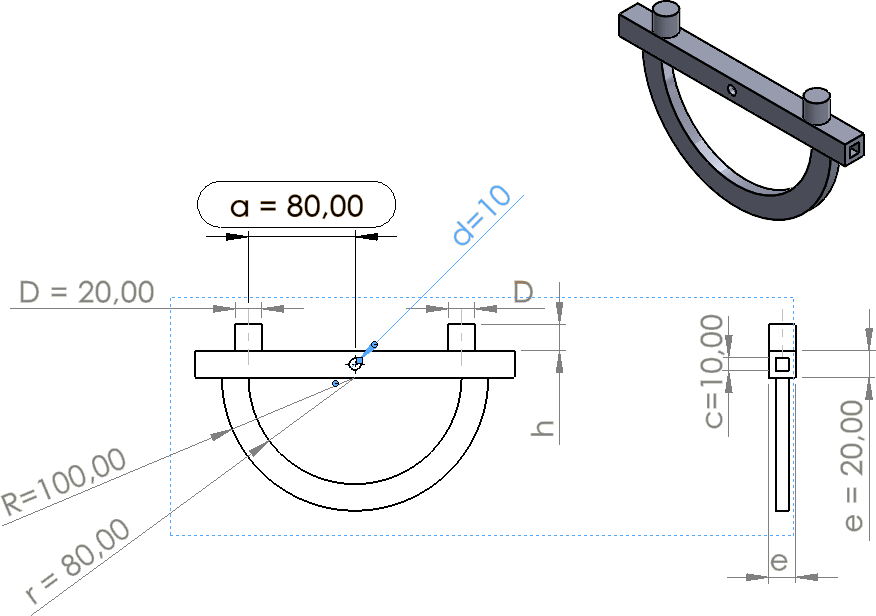 a = 80,00
d=10
D = 20,00
D
c=10,00
h
e = 20,00
R=100,00
r = 80,00
e